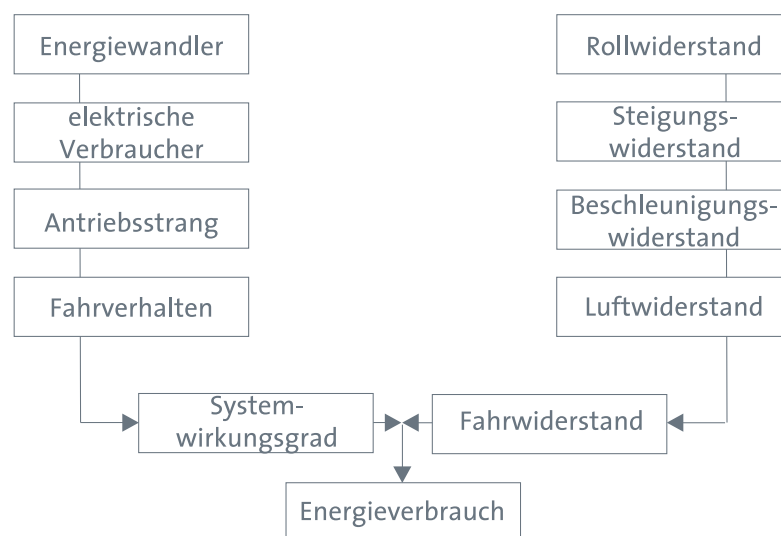 Energiewandler
elektrische
Verbraucher
Antriebsstrang
Fahrverhalten
Rollwiderstand
Steigungs-
widerstand
Beschleunigungs-
widerstand
Luftwiderstand
System-
wirkungsgrad
Fahrwiderstand
Energieverbrauch